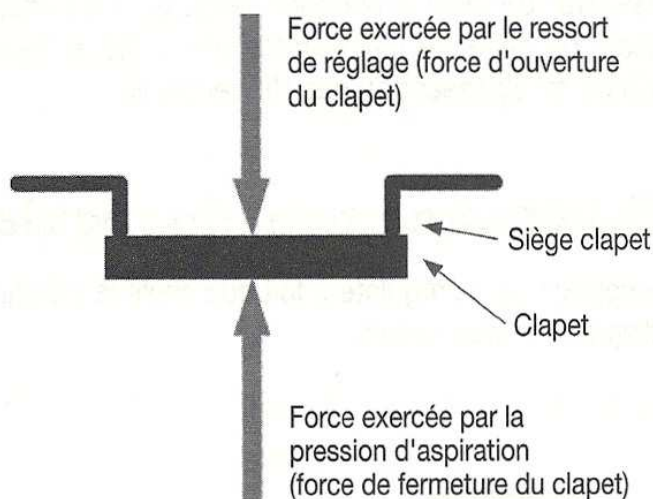 Force exercée par le ressort
de réglage (force d'ouverture
du clapet)
Siège clapet
Clapet
Force exercée par la
pression d'aspiration
(force de fermeture du clapet)